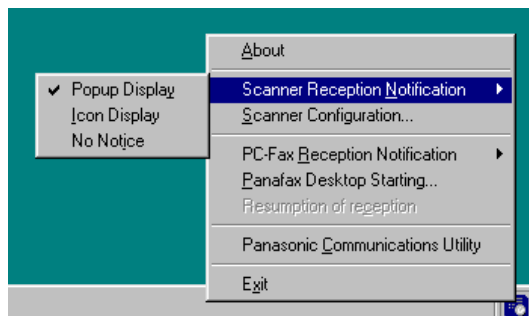 About
Scanner Reception Notification
Scanner Configuration...
PC-Fax Reception Notification
Panafax Desktop Starting...
Resumption of reception
Panasonic Communications Utility
Exit
Popup Display
Icon Display
No Notice